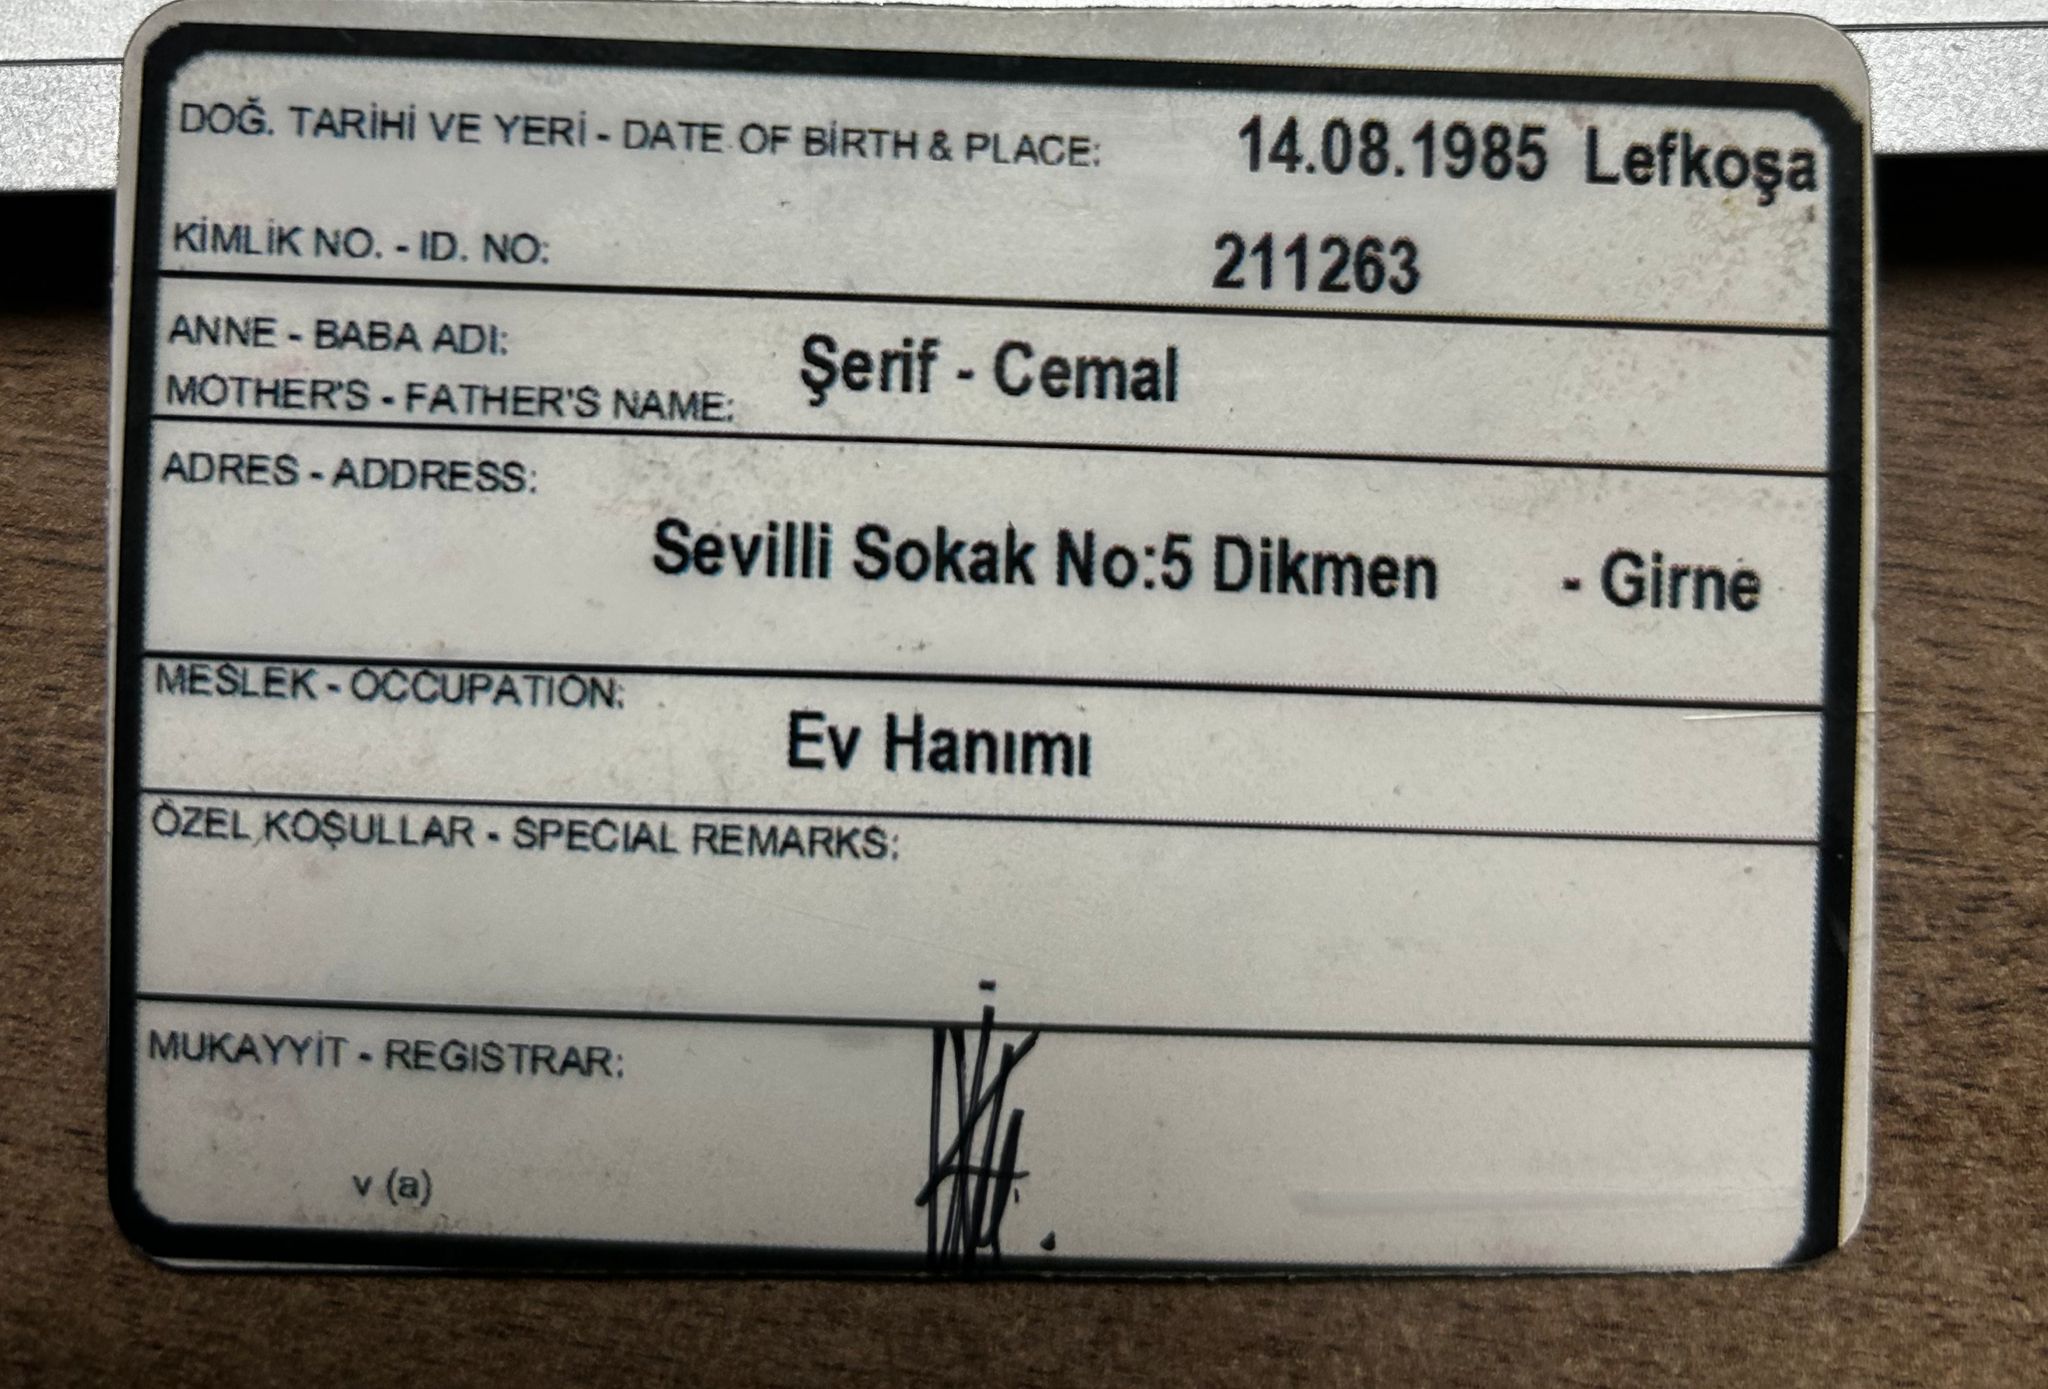 DOĞ. TARİHİ VE YERİ - DATE OF BIRTH & PLACE: 14.08.1985 Lefkoşa
KİMLİK NO. - ID. NO: 211263
ANNE - BABA ADI: Şerif - Cemal
MOTHER'S - FATHER'S NAME:
ADRES - ADDRESS:
Sevilli Sokak No:5 Dikmen - Girne
MESLEK - OCCUPATION:
Ev Hanımı
ÖZEL KOŞULLAR - SPECIAL REMARKS:
-
MUKAYYİT - REGISTRAR:
v (a)